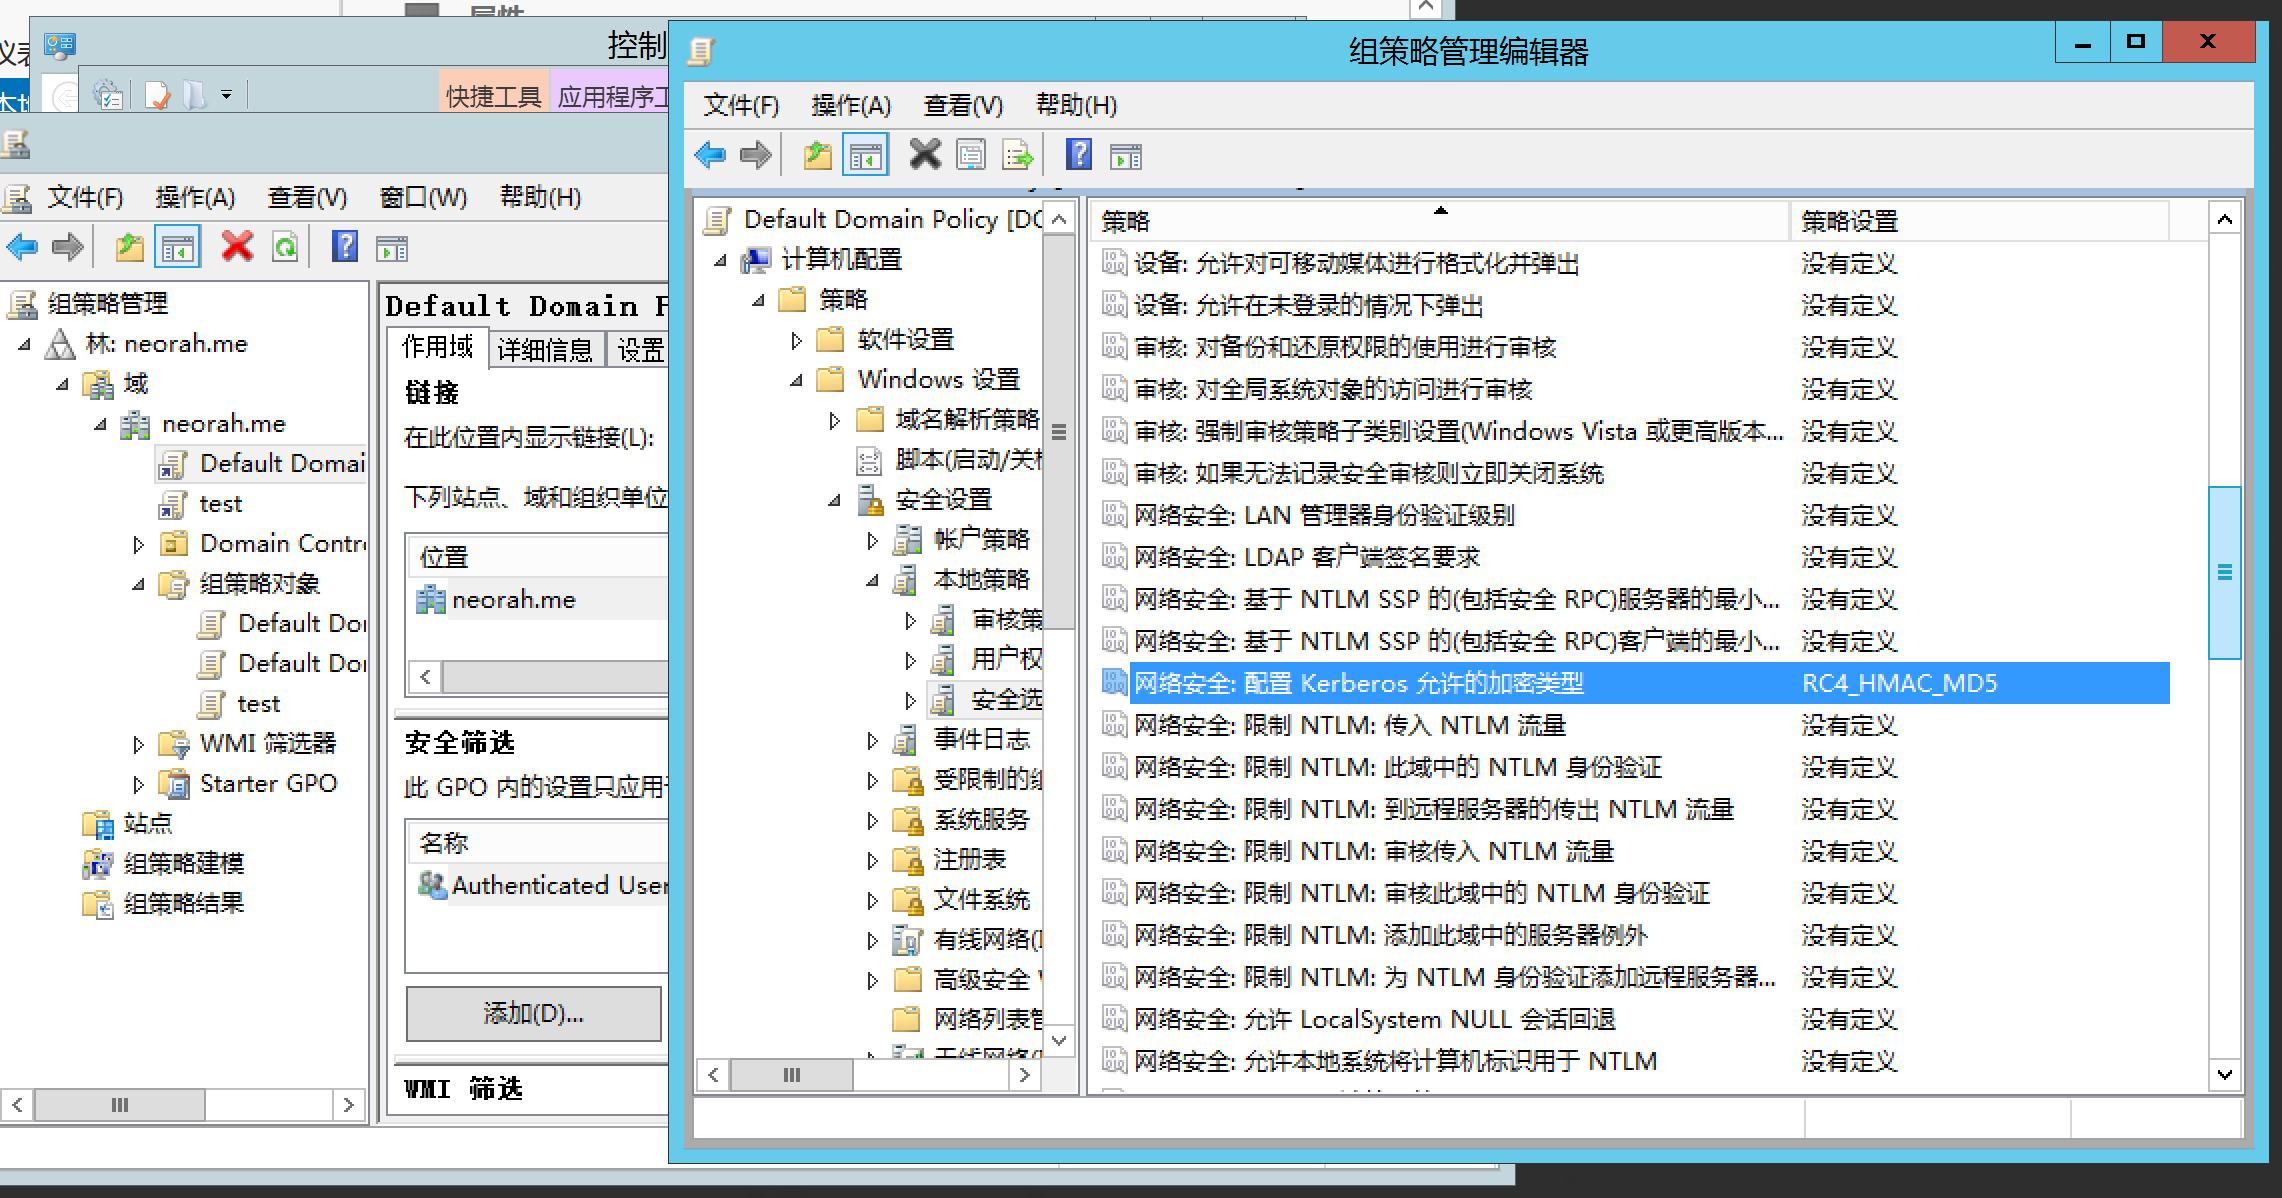 属性
控制
快捷工具
应用程序工
文件(F)
操作(A)
查看(V)
窗口(W)
帮助(H)
组策略管理
林: neorah.me
域
neorah.me
Default Domai
test
Domain Contr
组策略对象
Default Do
Default Do
test
WMI 筛选器
Starter GPO
站点
组策略建模
组策略结果
Default Domain P
作用域
详细信息
设置
链接
在此位置内显示链接(L):
下列站点、域和组织单位
位置
neorah.me
安全筛选
此 GPO 内的设置只应用于
名称
Authenticated User
添加(D)...
WMI 筛选
组策略管理编辑器
文件(F)
操作(A)
查看(V)
帮助(H)
Default Domain Policy [DC
计算机配置
策略
软件设置
Windows 设置
域名解析策略
脚本(启动/关机
安全设置
帐户策略
本地策略
审核策
用户权
安全选
事件日志
受限制的组
系统服务
注册表
文件系统
有线网络(I
高级安全 W
网络列表管
无线网络(I
策略
策略设置
设备: 允许对可移动媒体进行格式化并弹出 没有定义
设备: 允许在未登录的情况下弹出 没有定义
审核: 对备份和还原权限的使用进行审核 没有定义
审核: 对全局系统对象的访问进行审核 没有定义
审核: 强制审核策略子类别设置(Windows Vista 或更高版本... 没有定义
审核: 如果无法记录安全审核则立即关闭系统 没有定义
网络安全: LAN 管理器身份验证级别 没有定义
网络安全: LDAP 客户端签名要求 没有定义
网络安全: 基于 NTLM SSP 的(包括安全 RPC)服务器的最小... 没有定义
网络安全: 基于 NTLM SSP 的(包括安全 RPC)客户端的最小... 没有定义
网络安全: 配置 Kerberos 允许的加密类型 RC4_HMAC_MD5
网络安全: 限制 NTLM: 传入 NTLM 流量 没有定义
网络安全: 限制 NTLM: 此域中的 NTLM 身份验证 没有定义
网络安全: 限制 NTLM: 到远程服务器的传出 NTLM 流量 没有定义
网络安全: 限制 NTLM: 审核传入 NTLM 流量 没有定义
网络安全: 限制 NTLM: 审核此域中的 NTLM 身份验证 没有定义
网络安全: 限制 NTLM: 添加此域中的服务器例外 没有定义
网络安全: 限制 NTLM: 为 NTLM 身份验证添加远程服务器... 没有定义
网络安全: 允许 LocalSystem NULL 会话回退 没有定义
网络安全: 允许本地系统将计算机标识用于 NTLM 没有定义